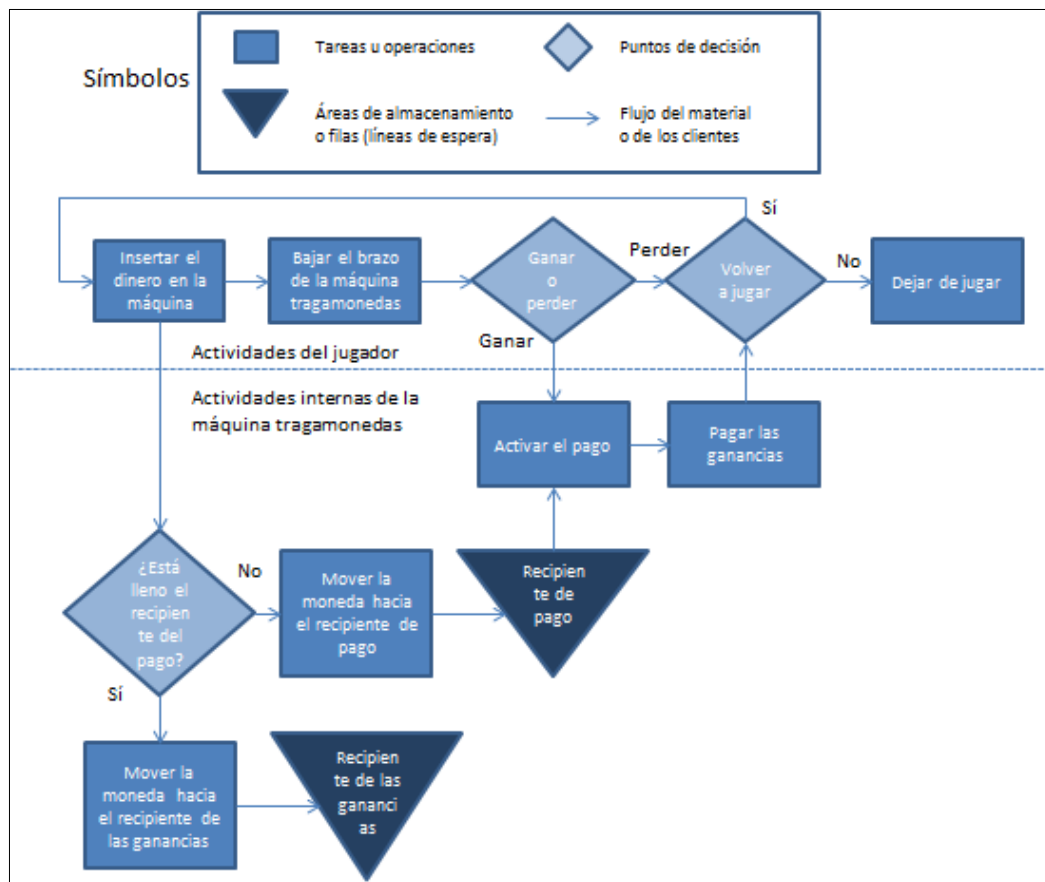 Símbolos
Tareas u operaciones
Puntos de decisión
Áreas de almacenamiento
o filas (líneas de espera)
Flujo del material
o de los clientes
Sí
Insertar el
dinero en la
máquina
Bajar el brazo
de la máquina
tragamonedas
Ganar
o
perder
Perder
Volver
a jugar
No
Dejar de jugar
Ganar
Actividades del jugador
Actividades internas de la
máquina tragamonedas
Activar el pago
Pagar las
ganancias
¿Está
lleno el
recipien
te del
pago?
No
Mover la
moneda hacia
el recipiente de
pago
Recipien
te de
pago
Sí
Mover la
moneda hacia
el recipiente de
las ganancias
Recipien
te de las
gananci
as